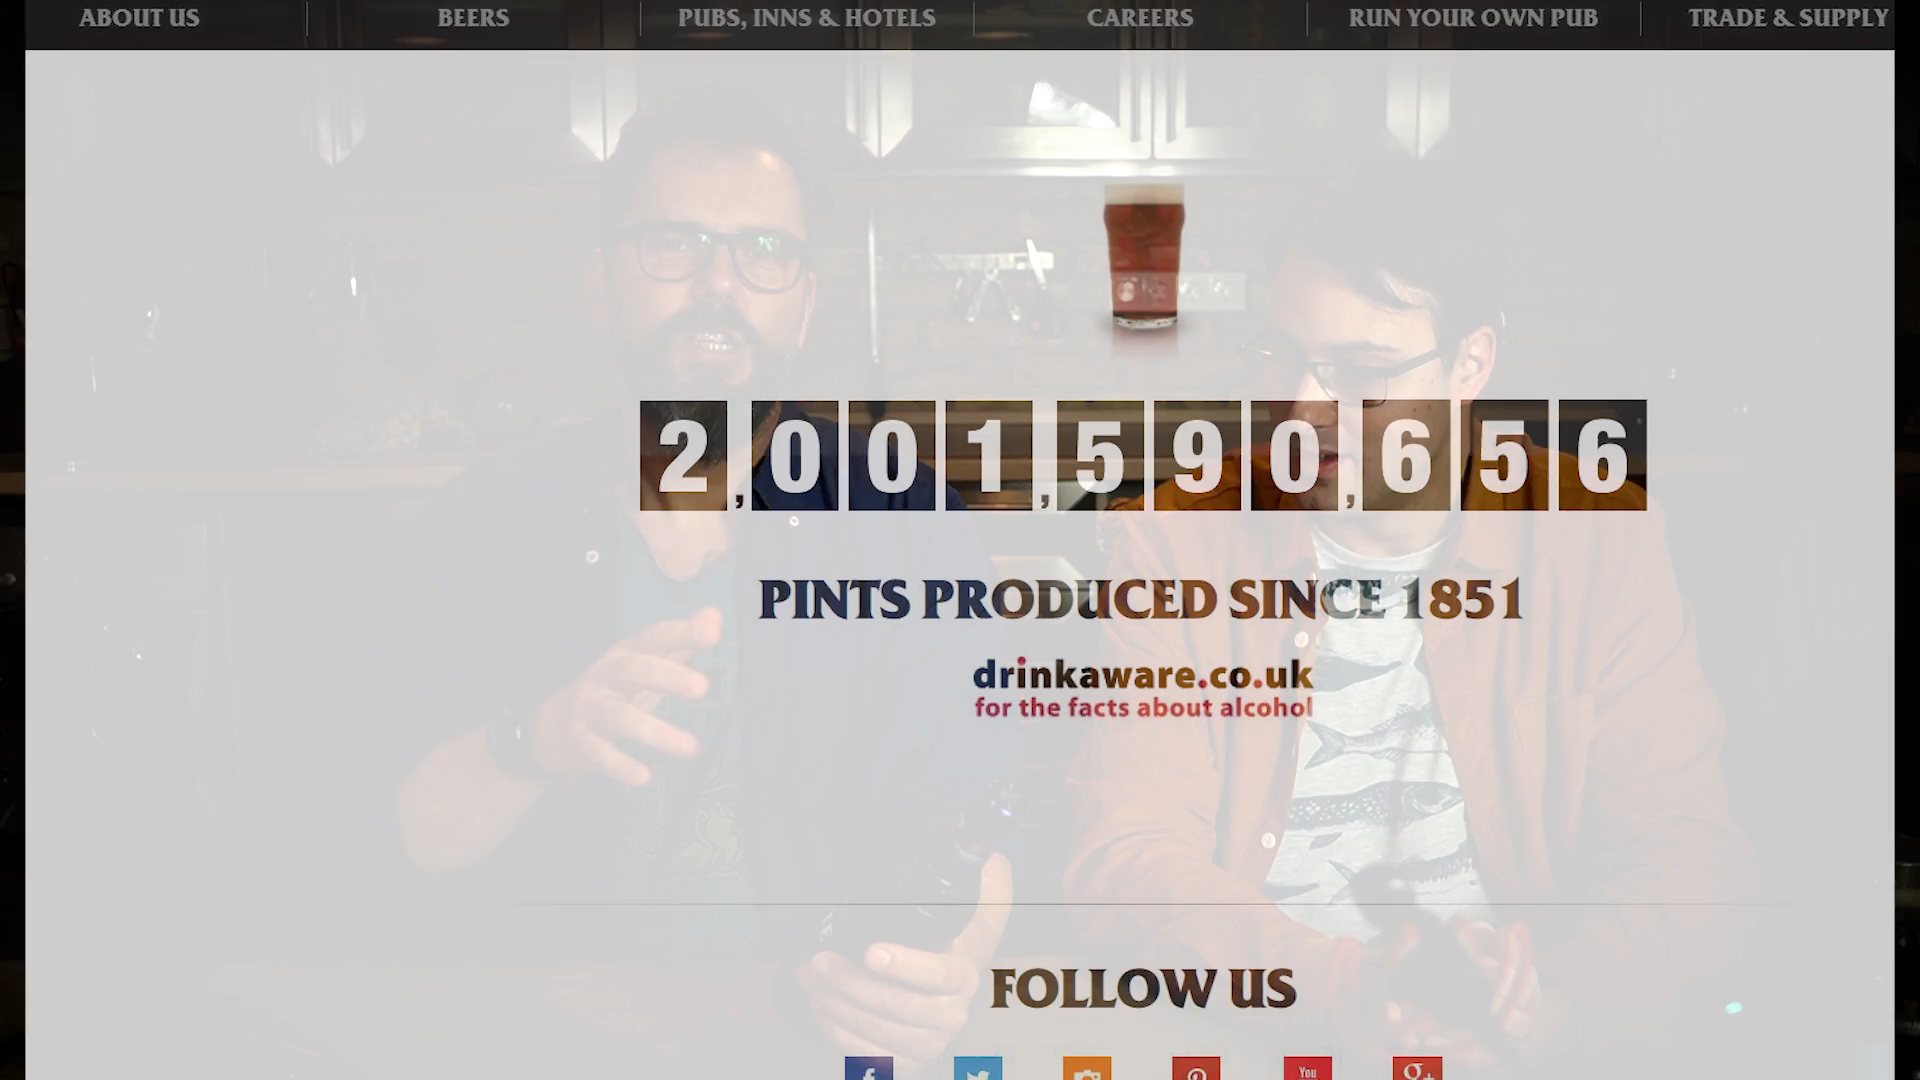 ABOUT US
BEERS
PUBS, INNS & HOTELS
CAREERS
RUN YOUR OWN PUB
TRADE & SUPPLY
2,001,590,656
PINTS PRODUCED SINCE 1851
drinkaware.co.uk
for the facts about alcohol
FOLLOW US
You